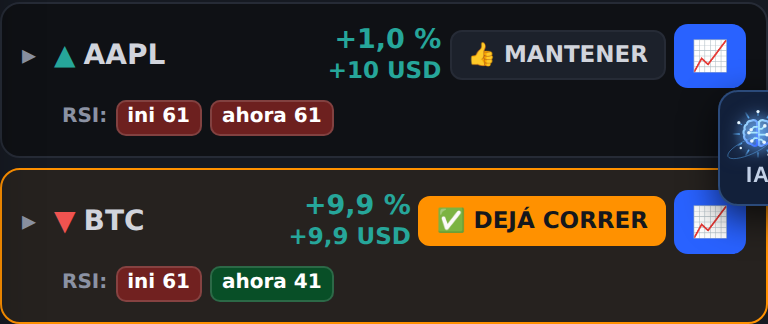 ▶ ▲ AAPL +1,0 % 👍 MANTENER
+10 USD
RSI: ini 61 ahora 61
IA
▶ ▼ BTC +9,9 % ✅ DEJÁ CORRER
+9,9 USD
RSI: ini 61 ahora 41